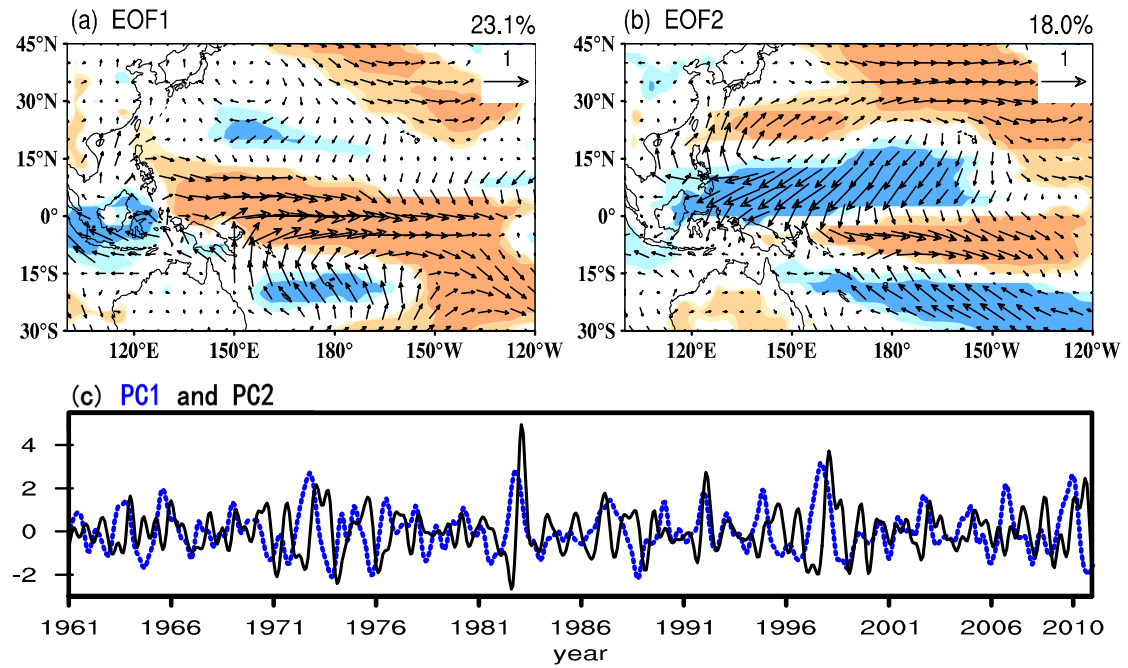 (a) EOF1 23.1%
45°N
30°N
15°N
0°
15°S
30°S
1
120°E 150°E 180° 150°W 120°W
(b) EOF2 18.0%
45°N
30°N
15°N
0°
15°S
30°S
1
120°E 150°E 180° 150°W 120°W
(c) PC1 and PC2
4
2
0
-2
1961 1966 1971 1976 1981 1986 1991 1996 2001 2006 2010
year